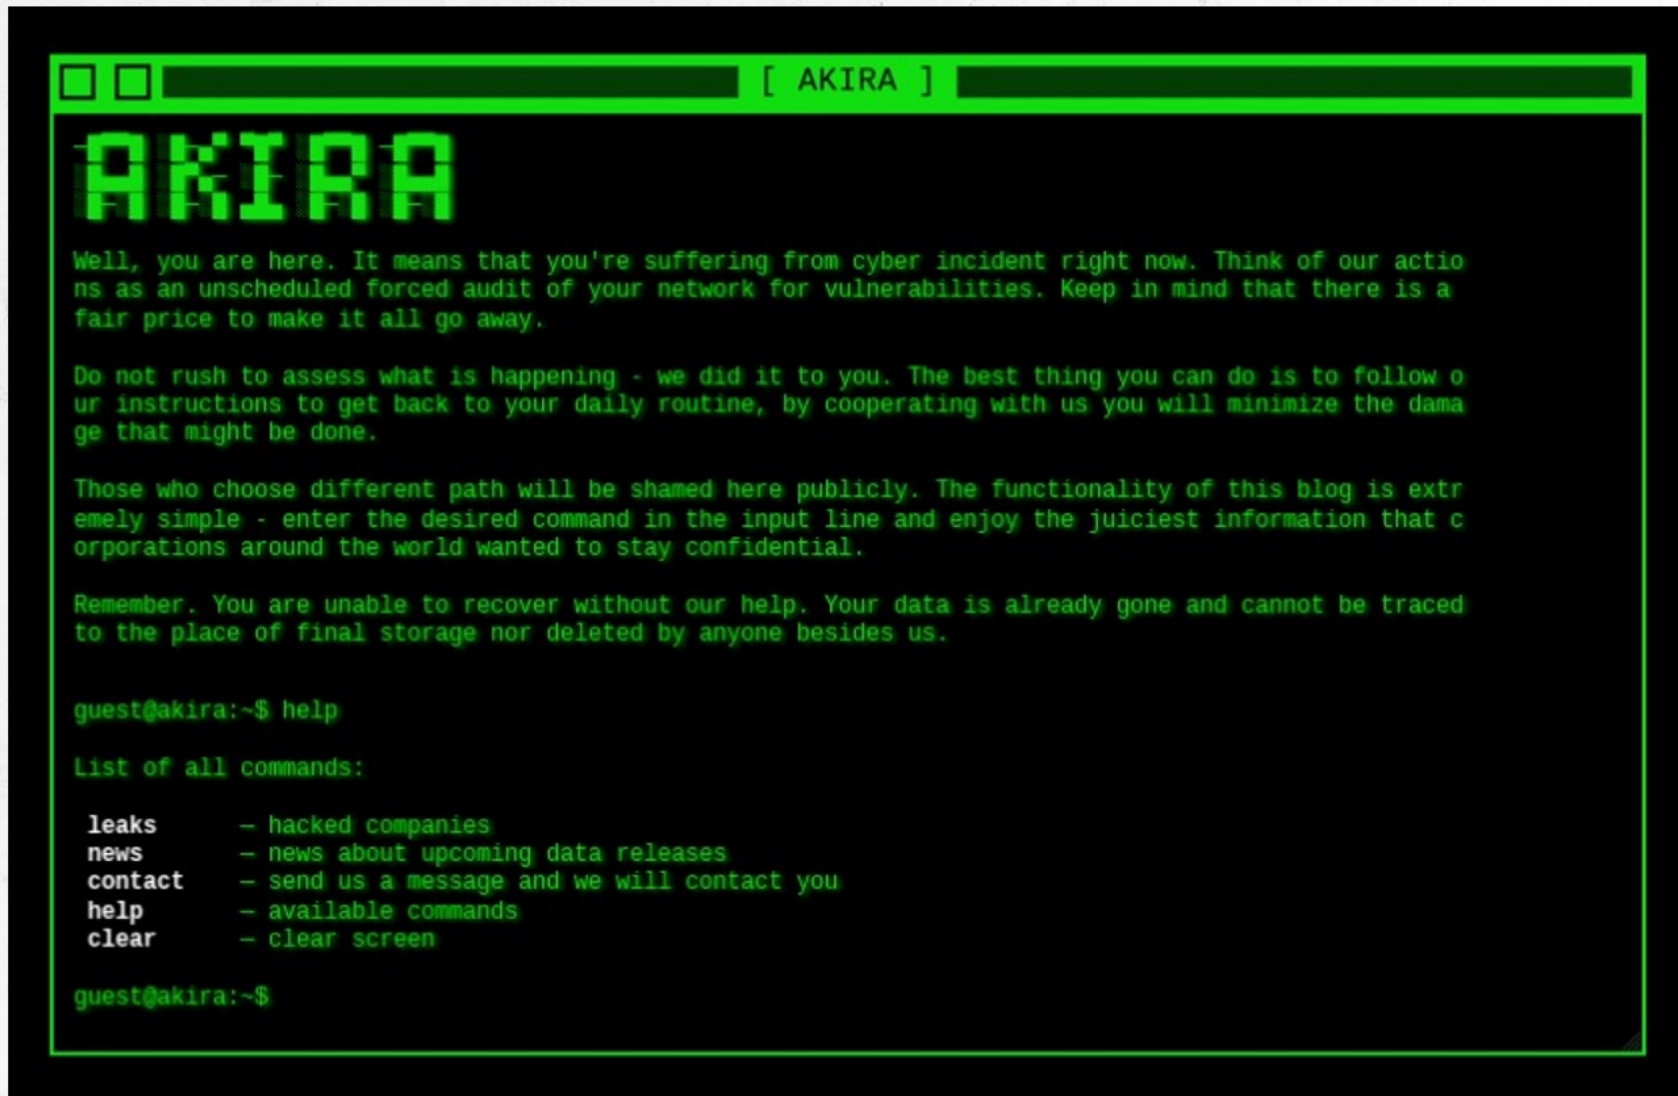 [ AKIRA ]
AKIRA
Well, you are here. It means that you're suffering from cyber incident right now. Think of our actio
ns as an unscheduled forced audit of your network for vulnerabilities. Keep in mind that there is a
fair price to make it all go away.
Do not rush to assess what is happening - we did it to you. The best thing you can do is to follow o
ur instructions to get back to your daily routine, by cooperating with us you will minimize the dama
ge that might be done.
Those who choose different path will be shamed here publicly. The functionality of this blog is extr
emely simple - enter the desired command in the input line and enjoy the juiciest information that c
orporations around the world wanted to stay confidential.
Remember. You are unable to recover without our help. Your data is already gone and cannot be traced
to the place of final storage nor deleted by anyone besides us.
guest@akira:~$ help
List of all commands:
leaks — hacked companies
news — news about upcoming data releases
contact — send us a message and we will contact you
help — available commands
clear — clear screen
guest@akira:~$